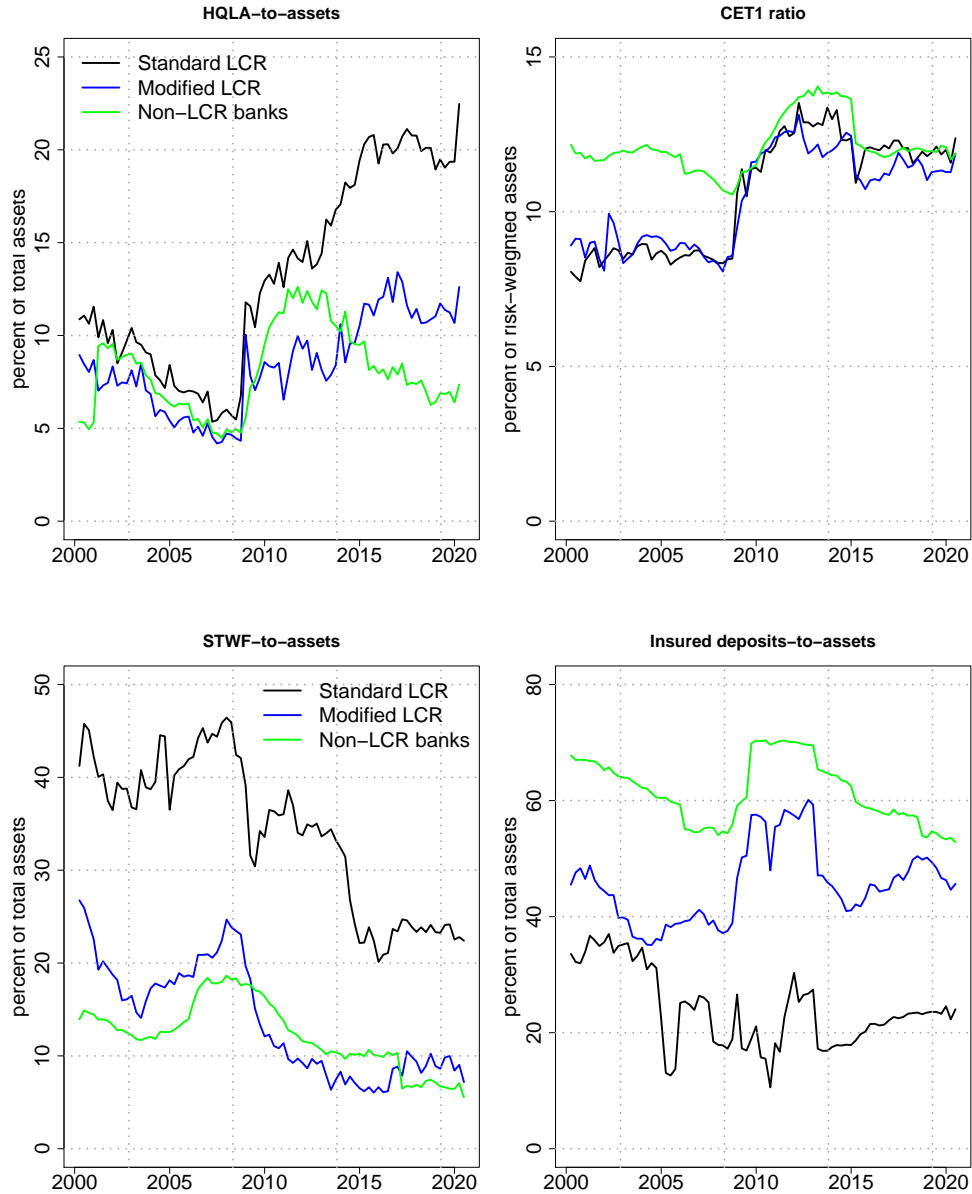 HQLA−to−assets
percent of total assets
25
20
15
10
5
0
Standard LCR
Modified LCR
Non−LCR banks
2000 2005 2010 2015 2020
CET1 ratio
percent of risk−weighted assets
15
10
5
0
2000 2005 2010 2015 2020
STWF−to−assets
percent of total assets
50
40
30
20
10
0
Standard LCR
Modified LCR
Non−LCR banks
2000 2005 2010 2015 2020
Insured deposits−to−assets
percent of total assets
80
60
40
20
0
2000 2005 2010 2015 2020